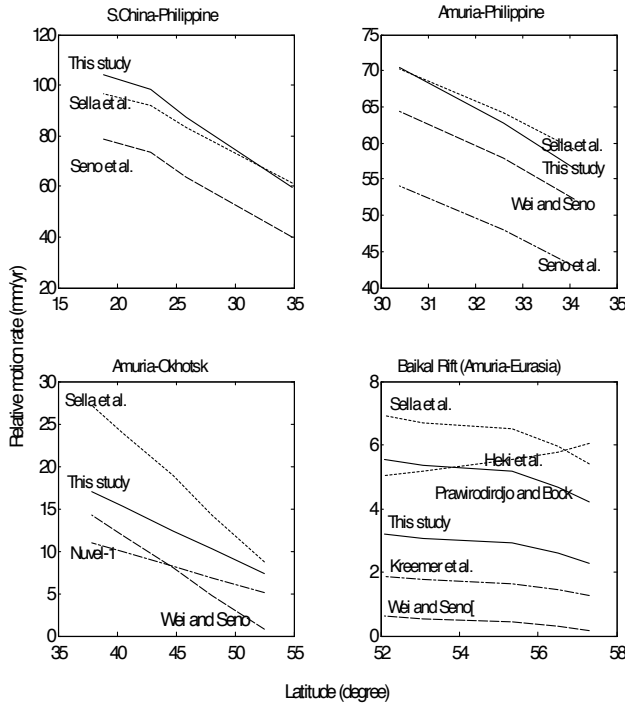 S.China-Philippine
120
100
80
60
40
20
15
20
25
30
35
This study
Sella et al.
Seno et al.
Amuria-Philippine
75
70
65
60
55
50
45
40
30
31
32
33
34
35
Sella et al.
This study
Wei and Seno
Seno et al.
Relative motion rate (mm/yr)
Amuria-Okhotsk
30
25
20
15
10
5
0
35
40
45
50
55
Sella et al.
This study
Nuvel-1
Wei and Seno
Baikal Rift (Amuria-Eurasia)
8
6
4
2
0
52
54
56
58
Sella et al.
Heki et al.
Prawirodirdjo and Bock
This study
Kreemer et al.
Wei and Seno[
Latitude (degree)